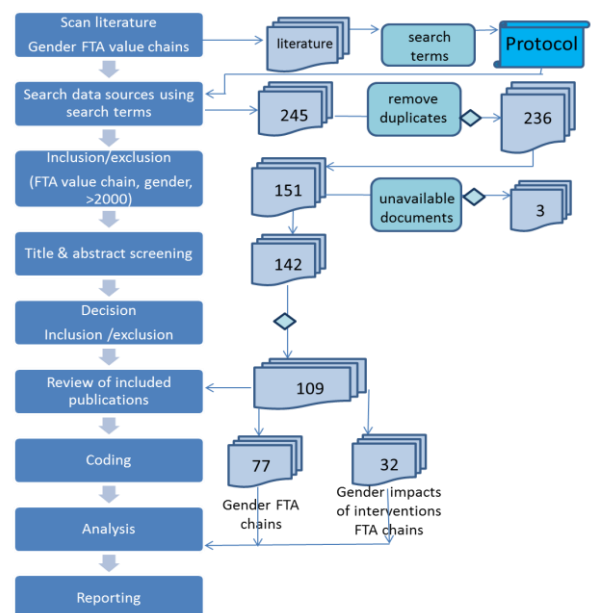 Scan literature
Gender FTA value chains
literature
search
terms
Protocol
Search data sources using
search terms
245
remove
duplicates
236
Inclusion/exclusion
(FTA value chain, gender,
>2000)
151
unavailable
documents
3
Title & abstract screening
142
Decision
Inclusion /exclusion
Review of included
publications
109
Coding
77
Gender FTA
chains
32
Gender impacts
of interventions
FTA chains
Analysis
Reporting